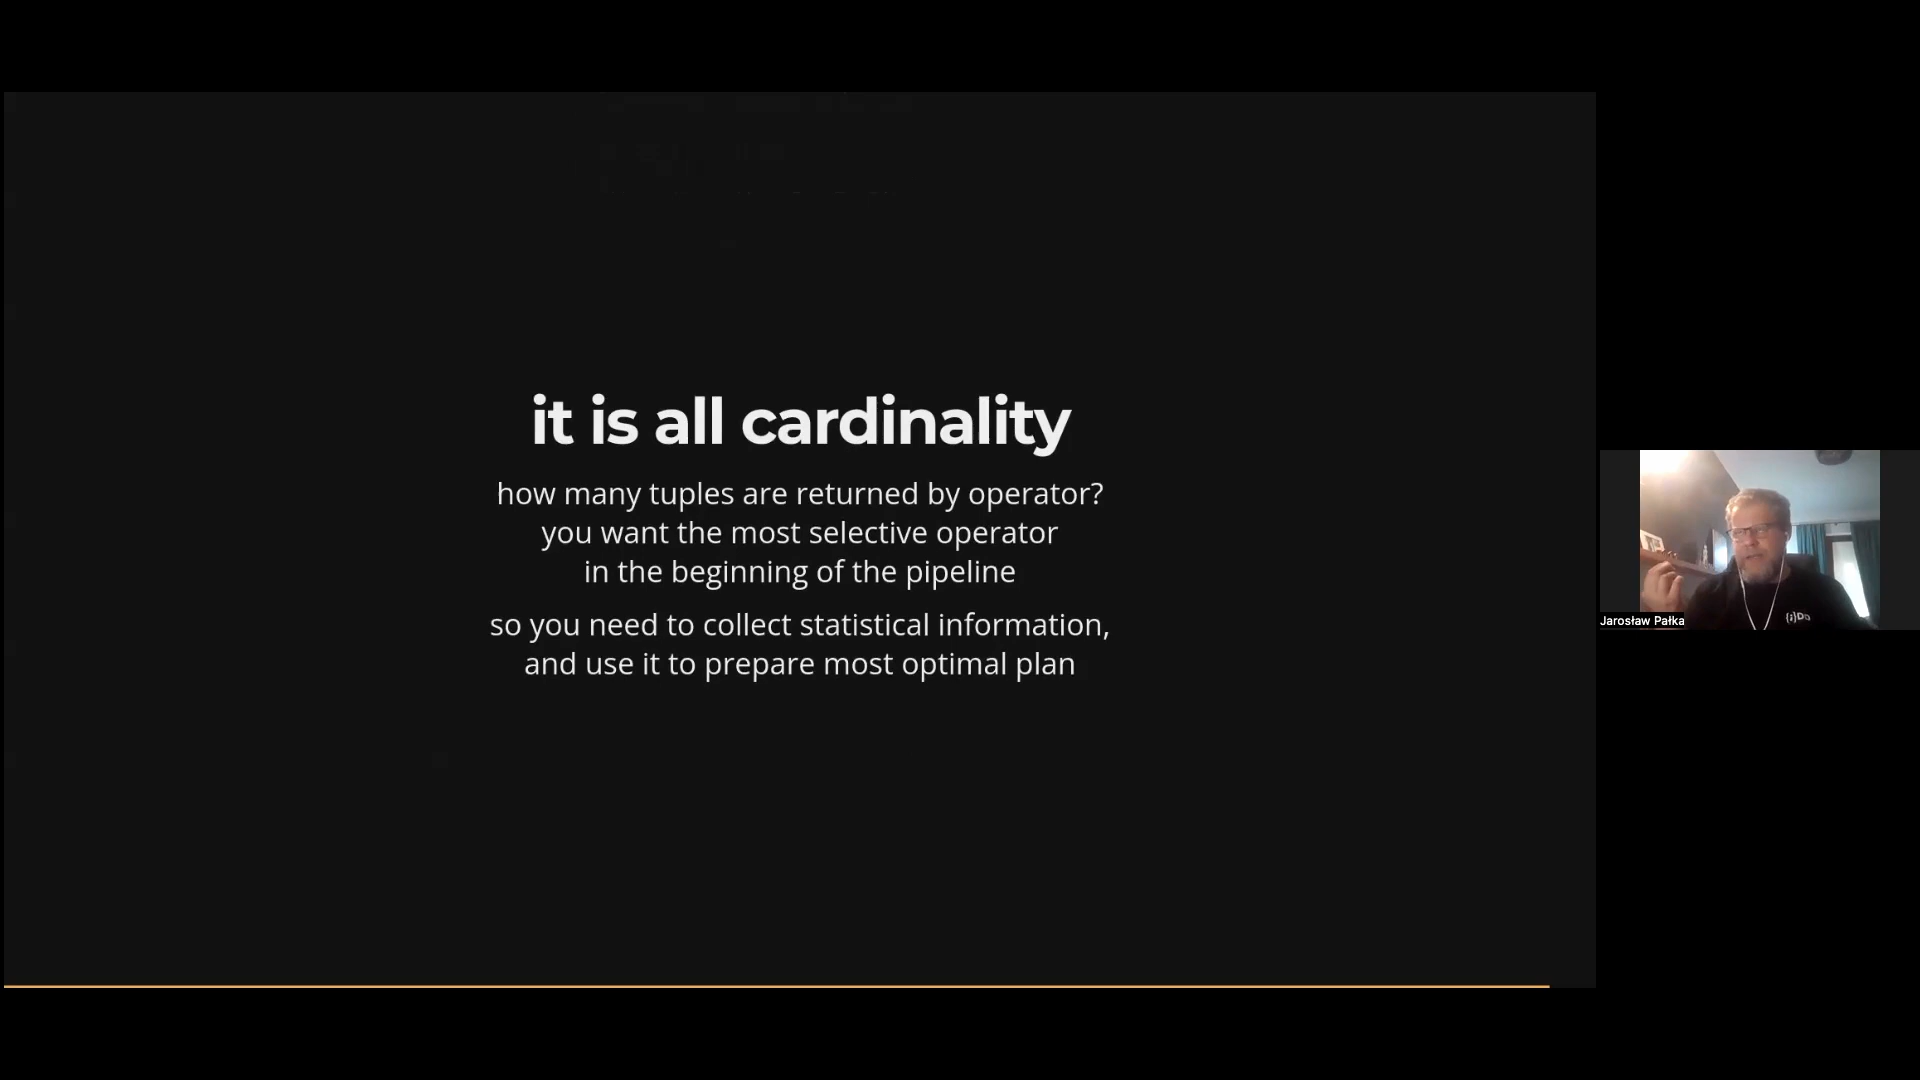 it is all cardinality
how many tuples are returned by operator?
you want the most selective operator
in the beginning of the pipeline
so you need to collect statistical information,
and use it to prepare most optimal plan
Jarosław Pałka
(i)Do